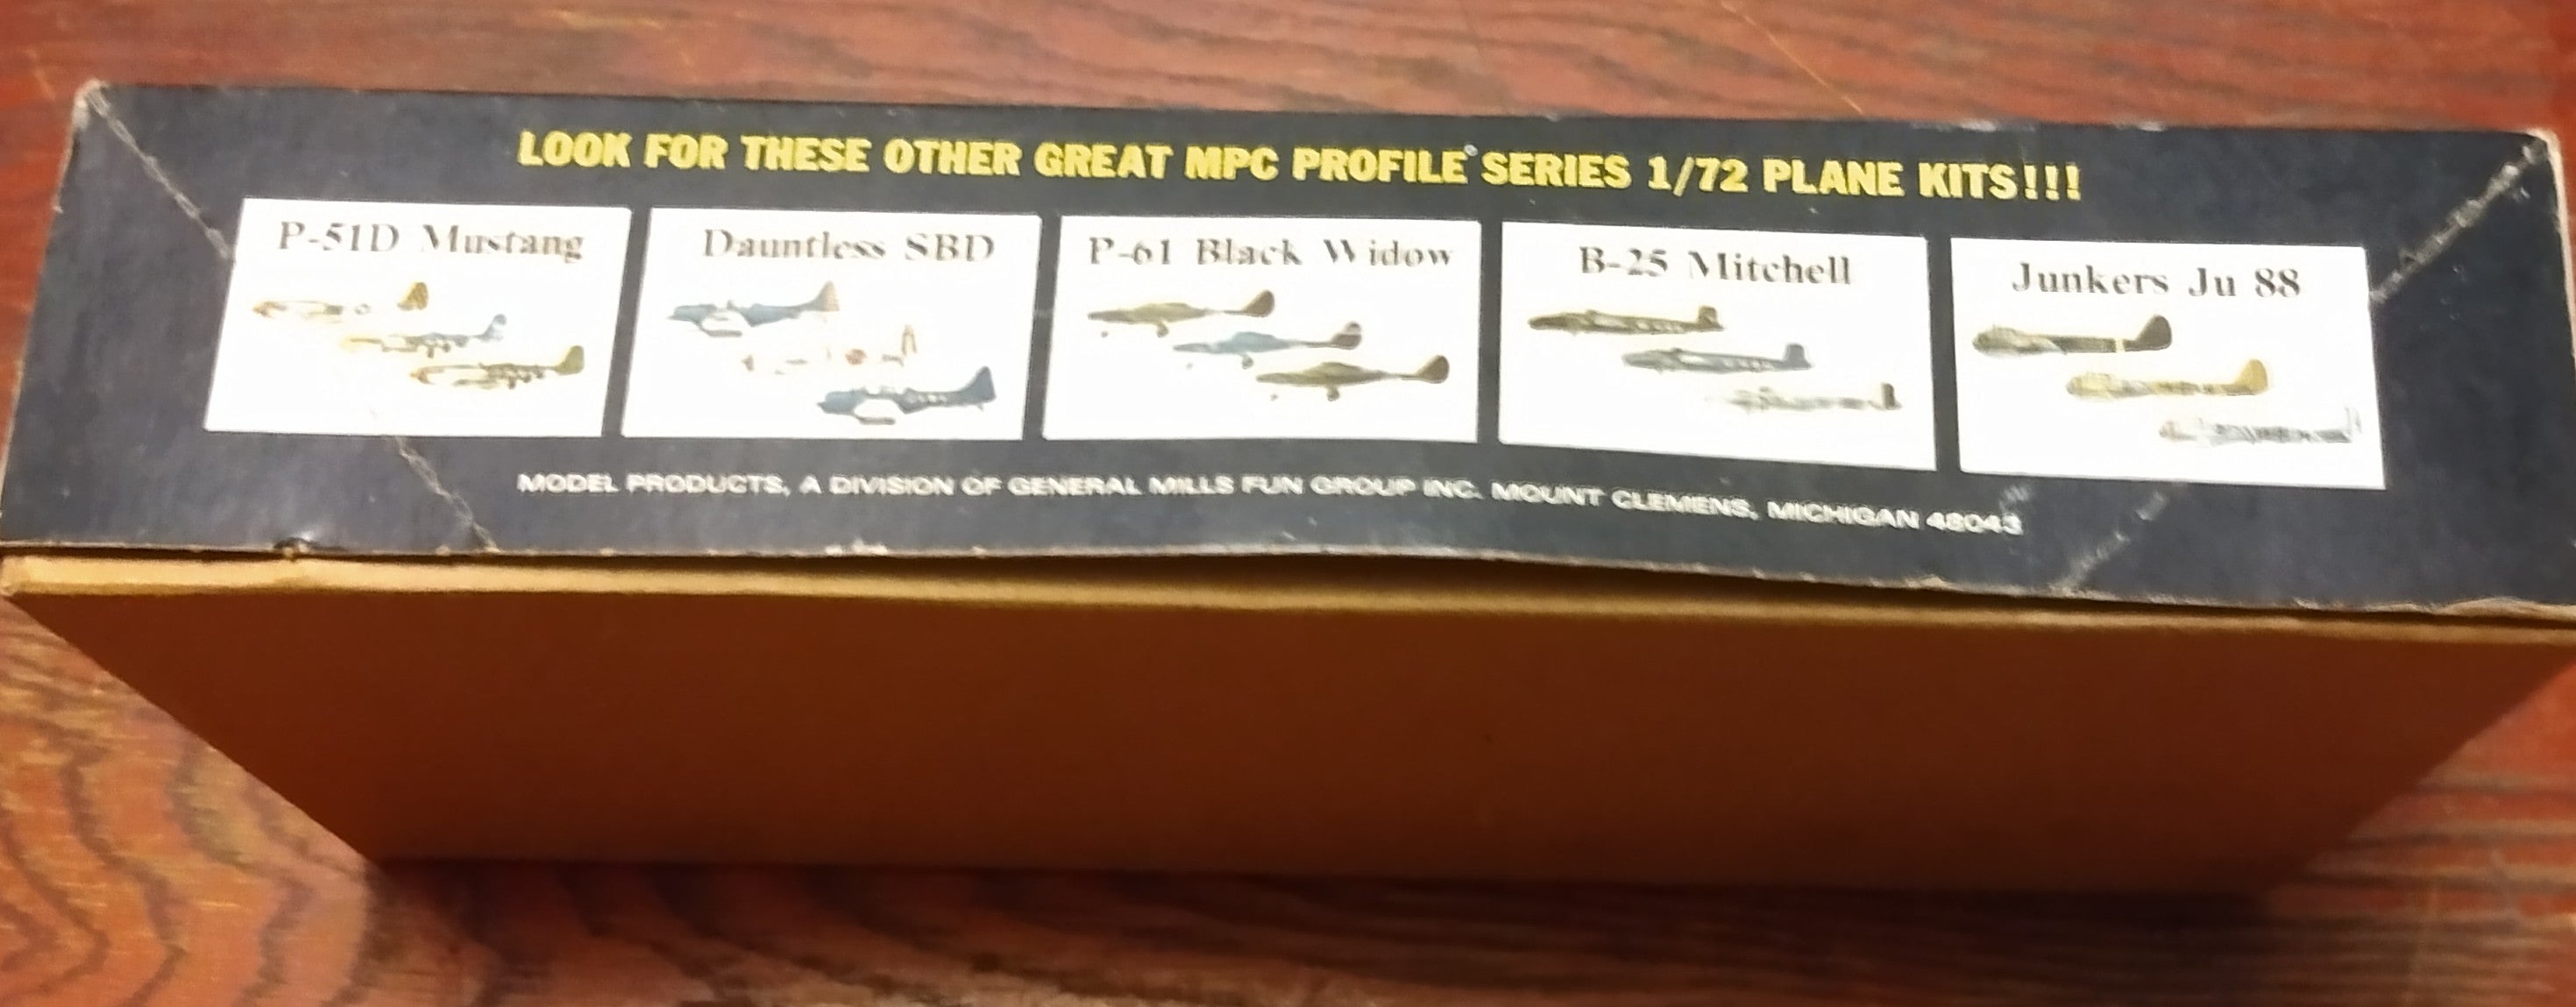 LOOK FOR THESE OTHER GREAT MPC PROFILE SERIES 1/72 PLANE KITS!!!
P-51D Mustang
Dauntless SBD
P-61 Black Widow
B-25 Mitchell
Junkers Ju 88
MODEL PRODUCTS, A DIVISION OF GENERAL MILLS FUN GROUP INC. MOUNT CLEMENS, MICHIGAN 48043